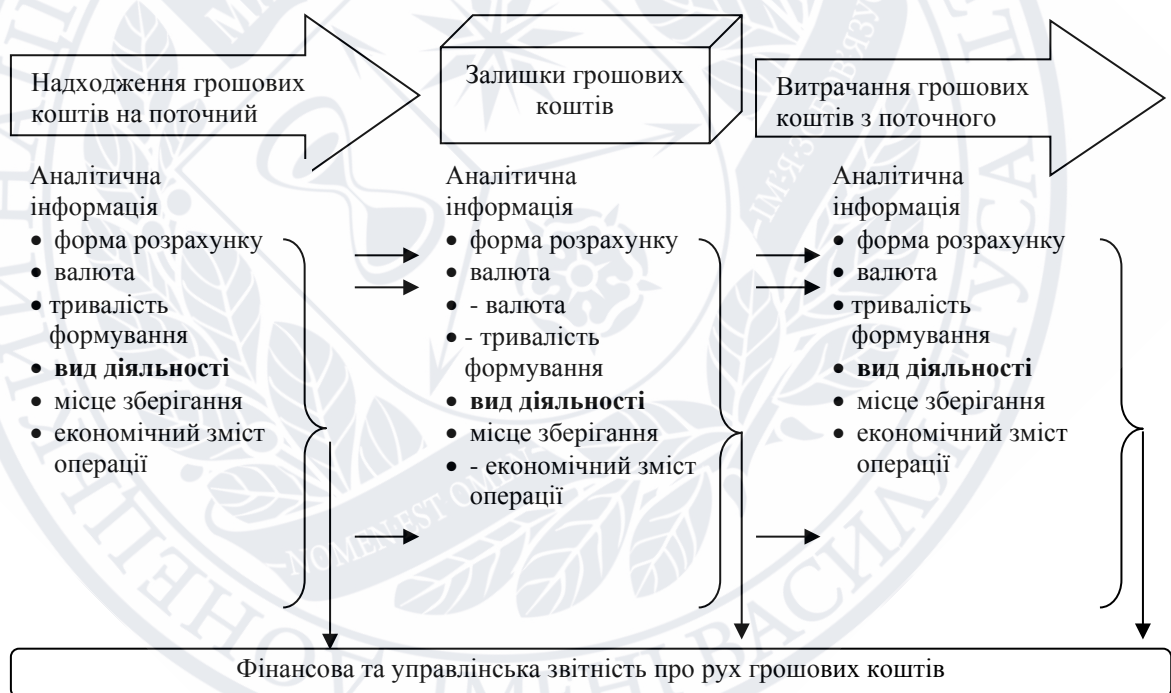 Надходження грошових
коштів на поточний
Залишки грошових
коштів
Витрачання грошових
коштів з поточного
Аналітична
інформація
• форма розрахунку
• валюта
• тривалість
формування
• вид діяльності
• місце зберігання
• економічний зміст
операції
Аналітична
інформація
• форма розрахунку
• валюта
• - валюта
• - тривалість
формування
• вид діяльності
• місце зберігання
• - економічний зміст
операції
Аналітична
інформація
• форма розрахунку
• валюта
• тривалість
формування
• вид діяльності
• місце зберігання
• економічний зміст
операції
NOMEN EST OMEN
Фінансова та управлінська звітність про рух грошових коштів